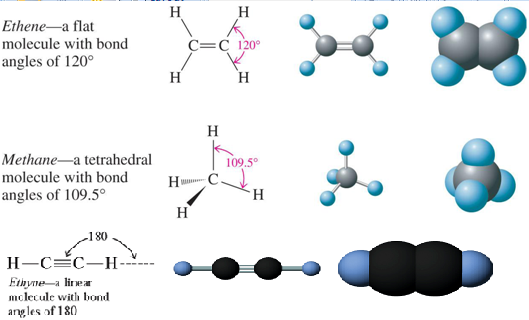 Ethene—a flat
molecule with bond
angles of 120°
H H
C=C 120°
H H
H
Methane—a tetrahedral
molecule with bond
angles of 109.5°
109.5°
H C
H
H
180
H—C≡C—H
Ethyne—a linear
molecule with bond
angles of 180